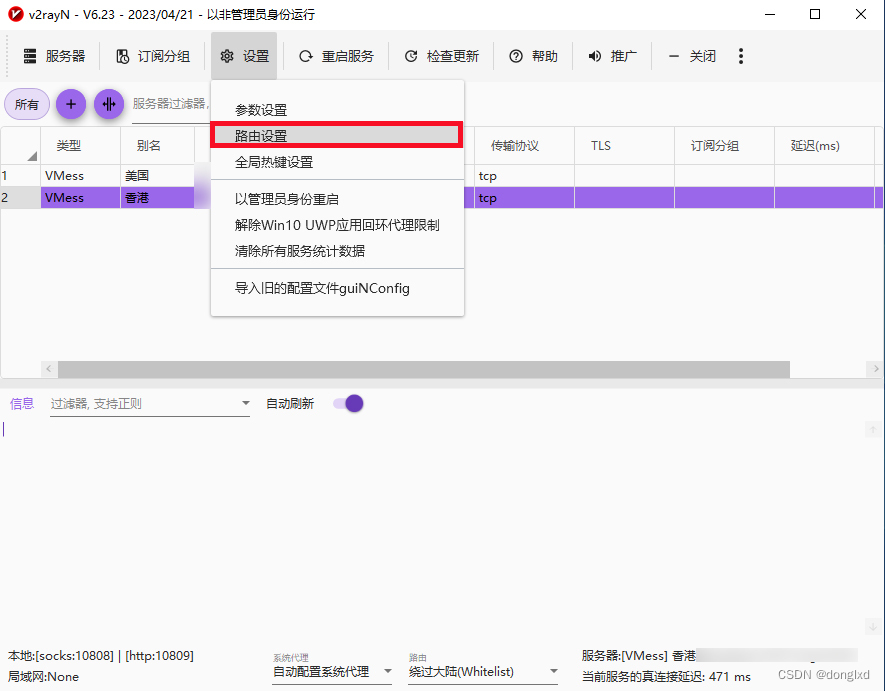 v2rayN - V6.23 - 2023/04/21 - 以非管理员身份运行
服务器 订阅分组 设置 重启服务 检查更新 帮助 推广 关闭
所有 服务器过滤器,
参数设置
路由设置
全局热键设置
以管理员身份重启
解除Win10 UWP应用回环代理限制
清除所有服务统计数据
导入旧的配置文件guiNConfig
类型 别名 传输协议 TLS 订阅分组 延迟(ms)
1 VMess 美国 tcp
2 VMess 香港 tcp
信息 过滤器, 支持正则 自动刷新
本地:[socks:10808] | [http:10809]
局域网:None
系统代理
自动配置系统代理
路由
绕过大陆(Whitelist)
服务器:[VMess] 香港
当前服务的真连接延迟: 471 ms
CSDN @donglxd